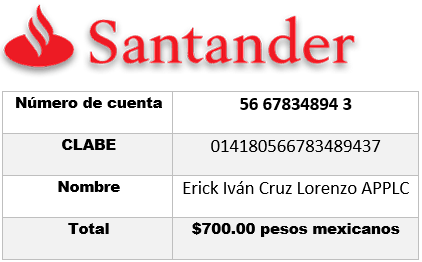 Santander
Número de cuenta 56 67834894 3
CLABE 014180566783489437
Nombre Erick Iván Cruz Lorenzo APPLC
Total $700.00 pesos mexicanos